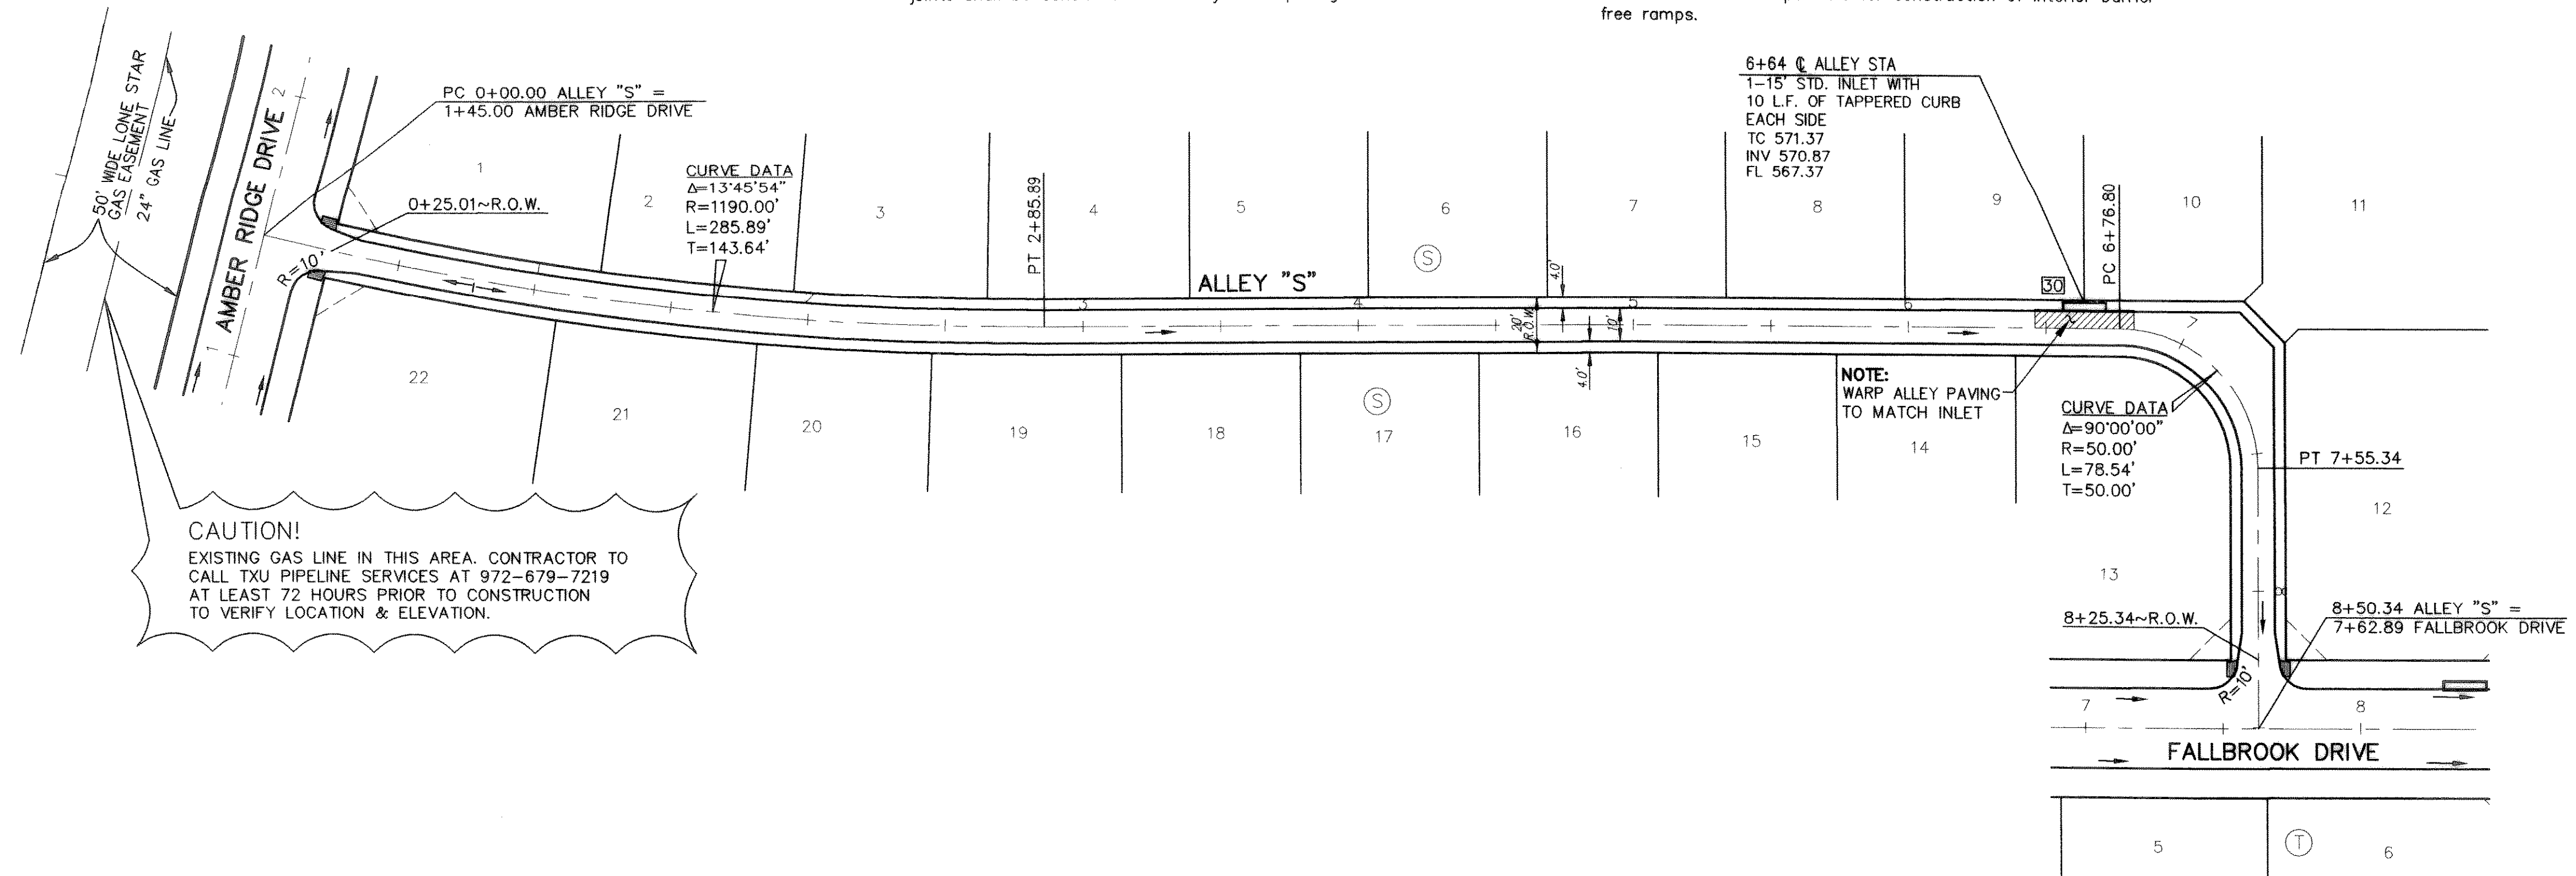 free ramps.
50' WIDE LONE STAR
GAS EASEMENT
24" GAS LINE
AMBER RIDGE DRIVE
1
2
PC 0+00.00 ALLEY "S" =
1+45.00 AMBER RIDGE DRIVE
0+25.01~R.O.W.
R=10'
CURVE DATA
Δ=13°45'54"
R=1190.00'
L=285.89'
T=143.64'
PT 2+85.89
6+64 ℄ ALLEY STA
1-15' STD. INLET WITH
10 L.F. OF TAPPERED CURB
EACH SIDE
TC 571.37
INV 570.87
FL 567.37
PC 6+76.80
1
2
3
4
5
6
7
8
9
10
11
S
ALLEY "S"
30
4.0'
20'
R.O.W.
10'
4.0'
2
3
4
5
6
7
22
21
20
19
18
S
17
16
15
14
13
12
NOTE:
WARP ALLEY PAVING
TO MATCH INLET
CURVE DATA
Δ=90°00'00"
R=50.00'
L=78.54'
T=50.00'
PT 7+55.34
CAUTION!
EXISTING GAS LINE IN THIS AREA. CONTRACTOR TO
CALL TXU PIPELINE SERVICES AT 972-679-7219
AT LEAST 72 HOURS PRIOR TO CONSTRUCTION
TO VERIFY LOCATION & ELEVATION.
8
8+25.34~R.O.W.
8+50.34 ALLEY "S" =
7+62.89 FALLBROOK DRIVE
R=10'
7
8
FALLBROOK DRIVE
5
T
6